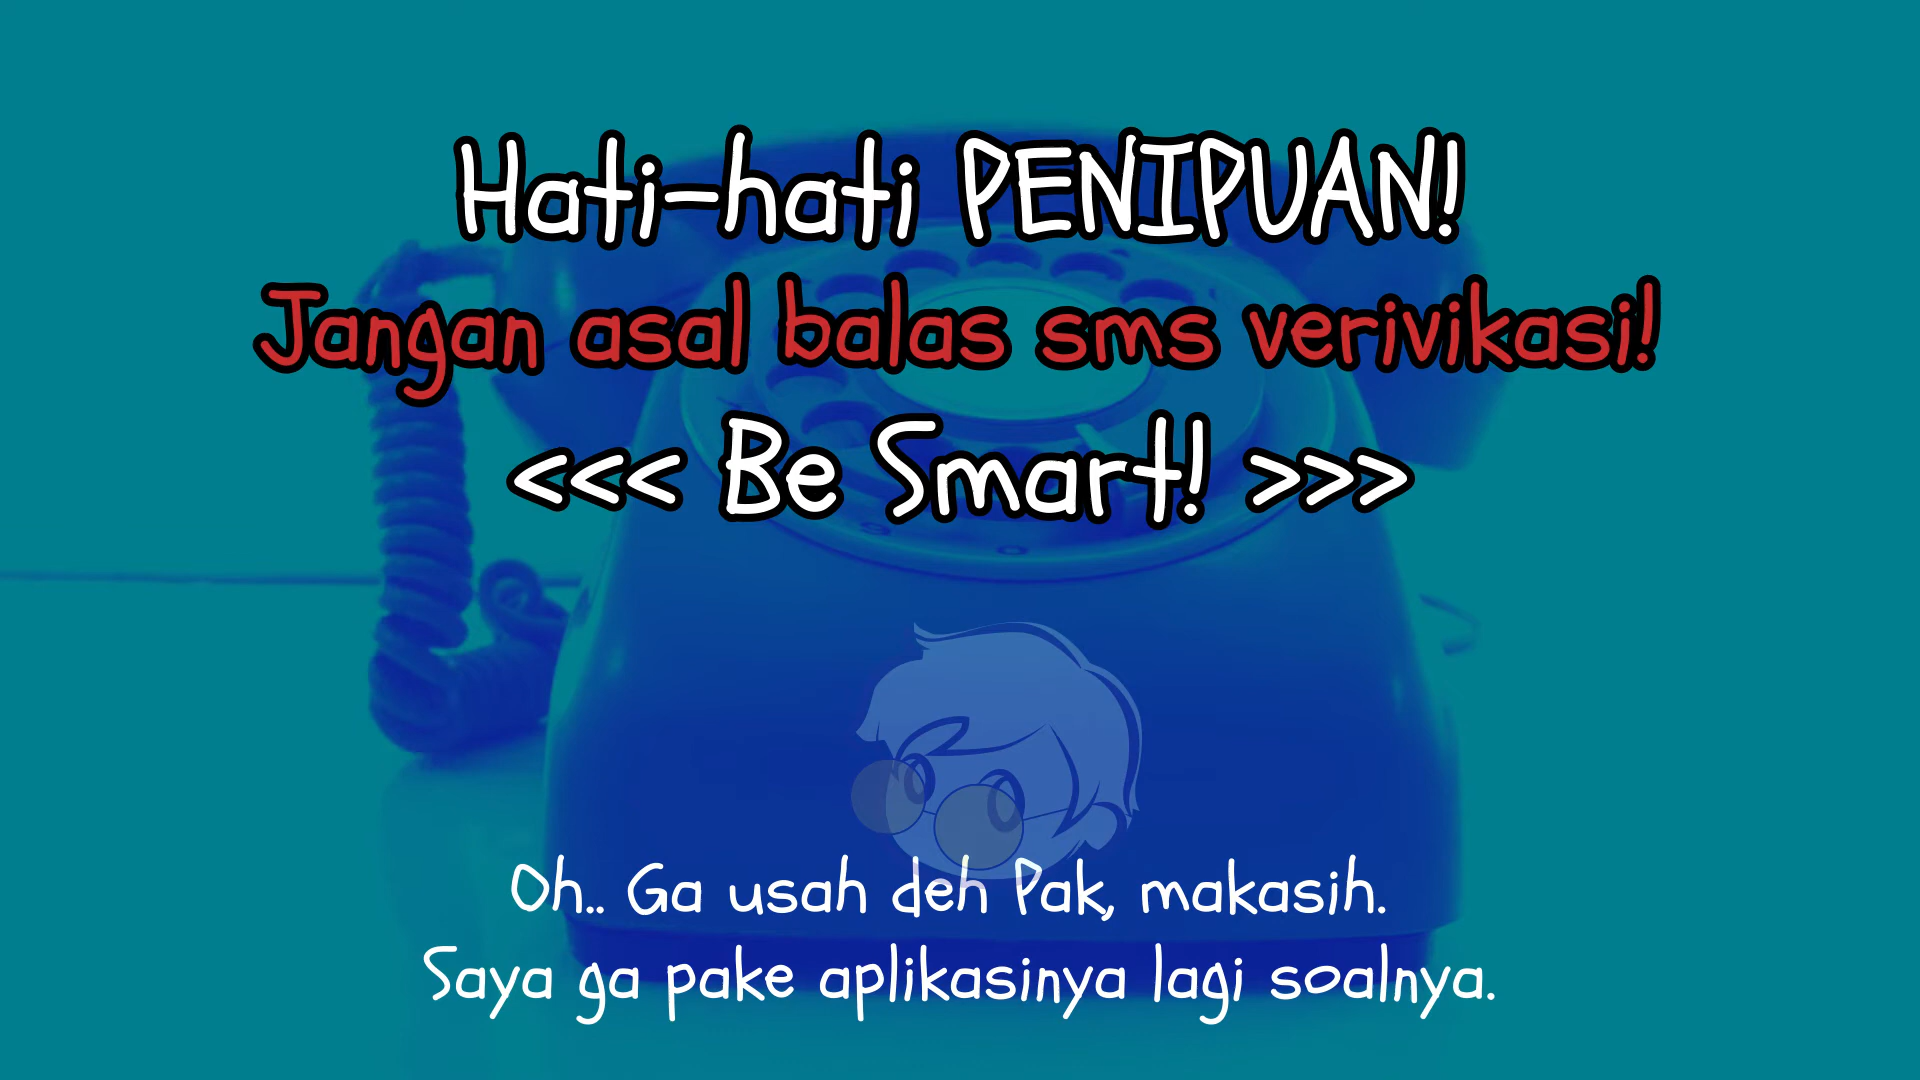 Hati-hati PENIPUAN!
Jangan asal balas sms verivikasi!
<<< Be Smart! >>>
Oh.. Ga usah deh Pak, makasih.
Saya ga pake aplikasinya lagi soalnya.